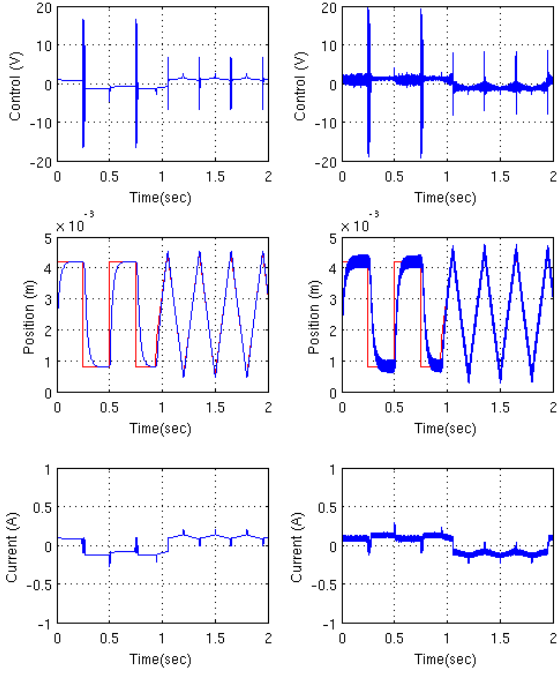 20
10
0
-10
-20
Control (V)
0 0.5 1 1.5 2
Time(sec)
20
10
0
-10
-20
Control (V)
0 0.5 1 1.5 2
Time(sec)
× 10⁻³
5
4
3
2
1
0
Position (m)
0 0.5 1 1.5 2
Time(sec)
× 10⁻³
5
4
3
2
1
0
Position (m)
0 0.5 1 1.5 2
Time(sec)
1
0.5
0
-0.5
-1
Current (A)
0 0.5 1 1.5 2
Time(sec)
1
0.5
0
-0.5
-1
Current (A)
0 0.5 1 1.5 2
Time(sec)